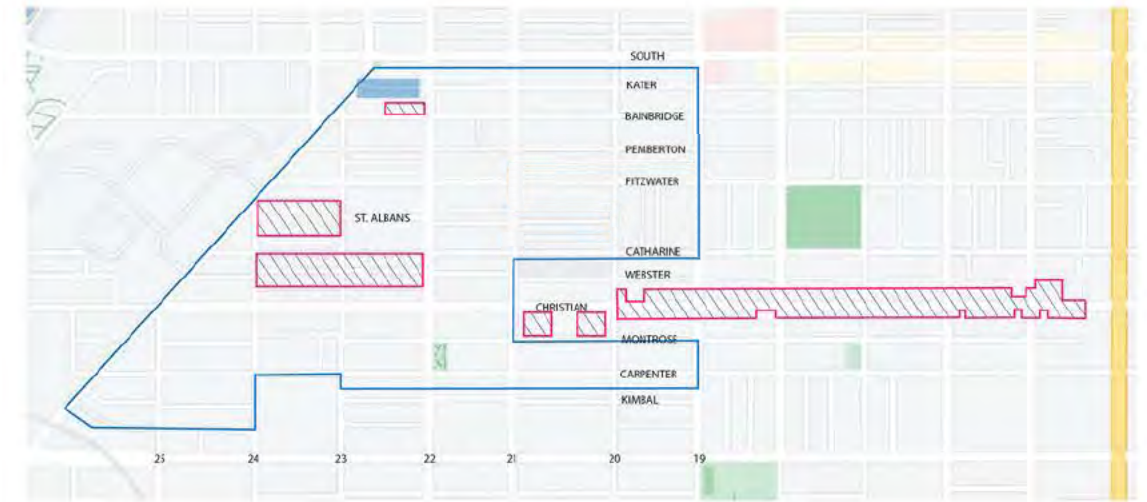 SOUTH
KATER
BAINBRIDGE
PEMBERTON
FITZWATER
ST. ALBANS
CATHARINE
WEBSTER
CHRISTIAN
MONTROSE
CARPENTER
KIMBAL
25 24 23 22 21 20 19